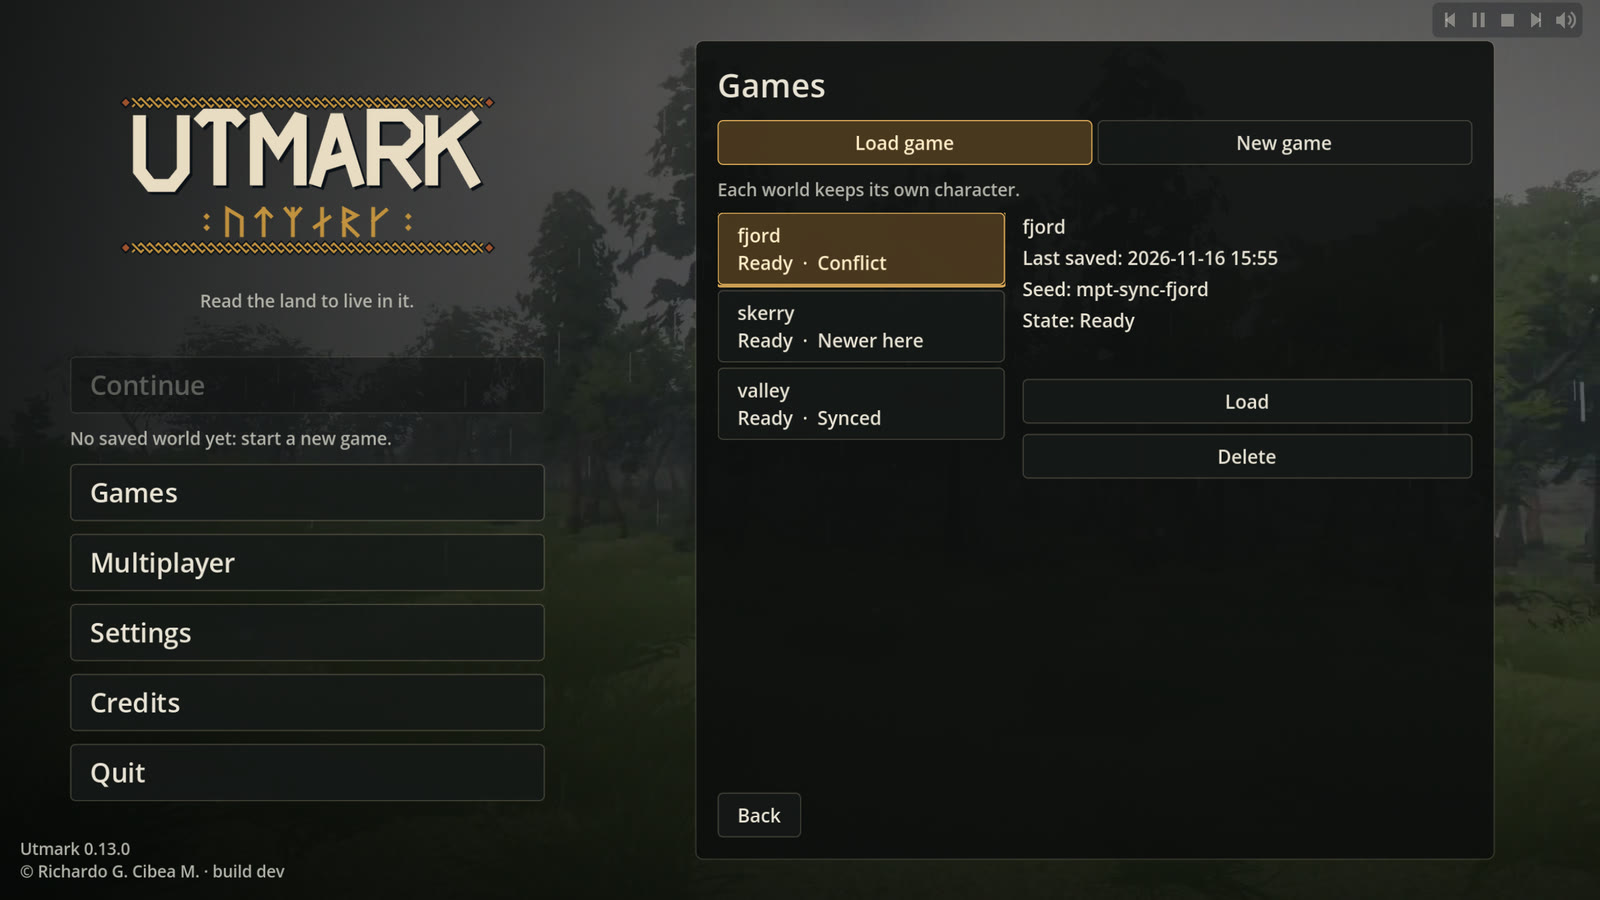 UTMARK
᛬ᚢᛏᛉᛆᚱᚴ᛬
Read the land to live in it.
Continue
No saved world yet: start a new game.
Games
Multiplayer
Settings
Credits
Quit
Utmark 0.13.0
© Richardo G. Cibea M. · build dev
Games
Load game
New game
Each world keeps its own character.
fjord
Ready · Conflict
skerry
Ready · Newer here
valley
Ready · Synced
fjord
Last saved: 2026-11-16 15:55
Seed: mpt-sync-fjord
State: Ready
Load
Delete
Back